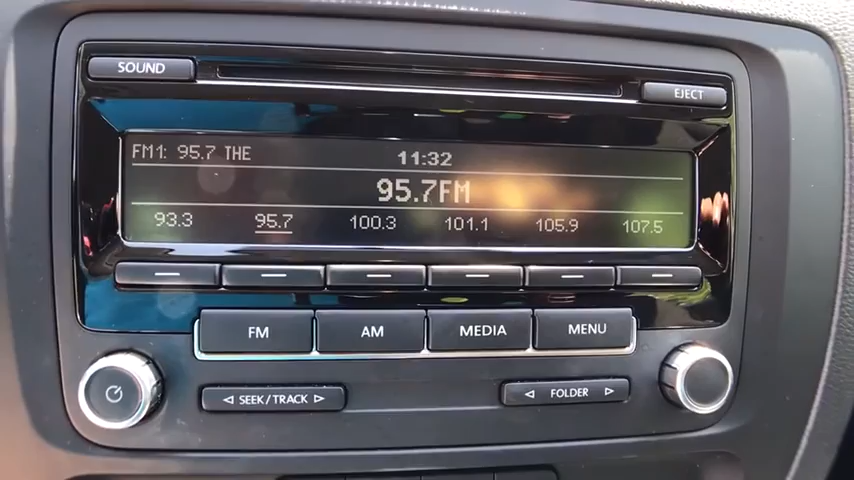 SOUND
EJECT
FM1: 95.7 THE
11:32
95.7FM
93.3 95.7 100.3 101.1 105.9 107.5
FM AM MEDIA MENU
◁ SEEK/TRACK ▷
◁ FOLDER ▷